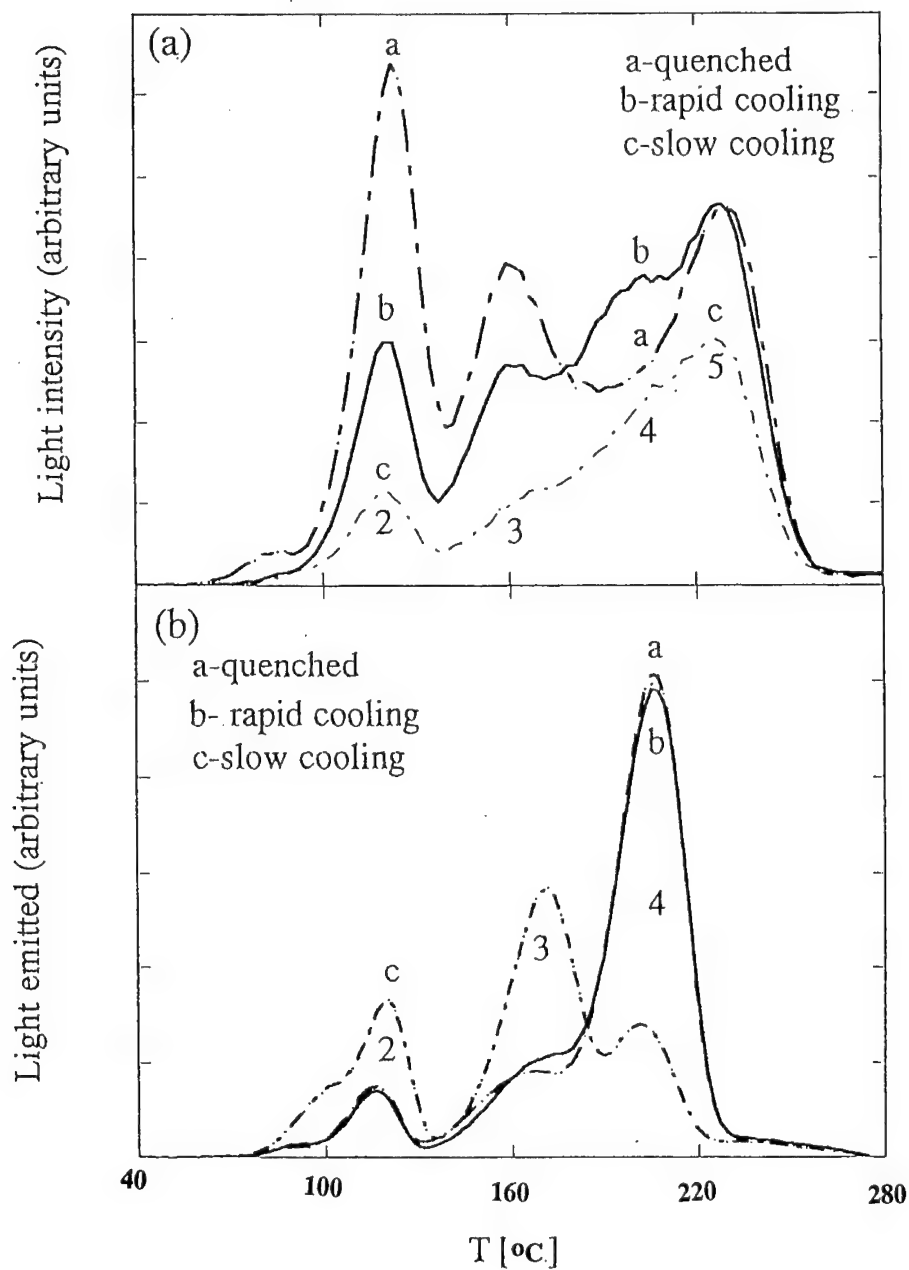 (a)
a
a-quenched
b-rapid cooling
c-slow cooling
b
b
a
c
5
4
c
2
3
Light intensity (arbitrary units)
(b)
a-quenched
b- rapid cooling
c-slow cooling
a
b
4
3
c
2
Light emitted (arbitrary units)
40
100
160
220
280
T [°C]